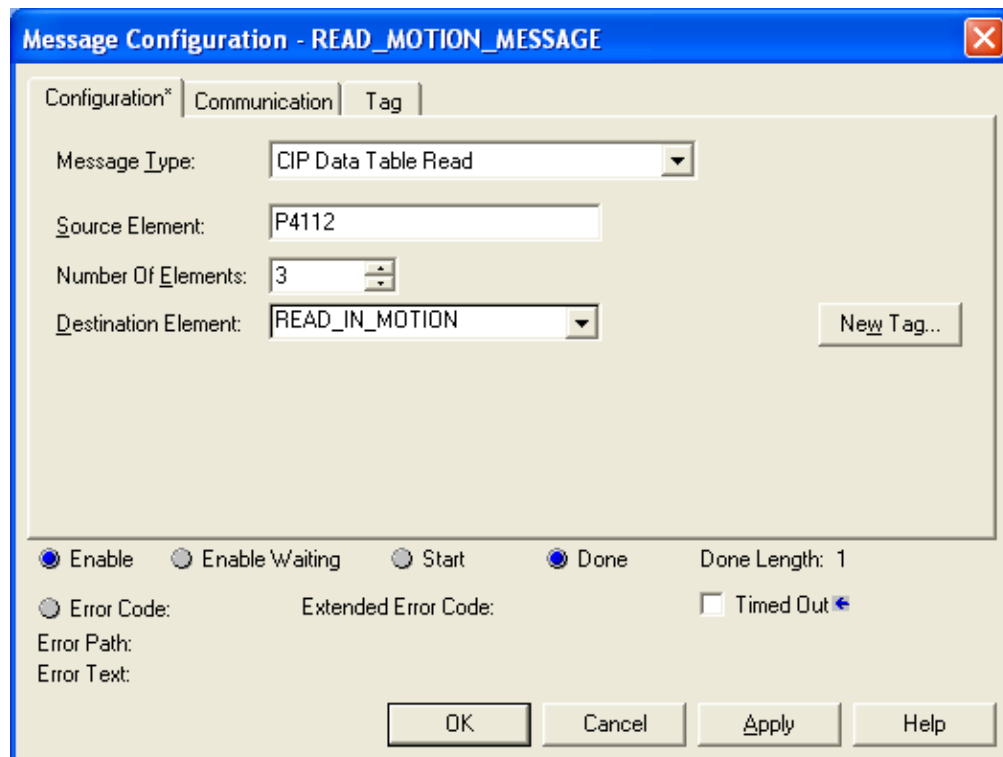 Message Configuration - READ_MOTION_MESSAGE
Configuration* Communication Tag
Message Type: CIP Data Table Read
Source Element: P4112
Number Of Elements: 3
Destination Element: READ_IN_MOTION New Tag...
Enable Enable Waiting Start Done Done Length: 1
Error Code: Extended Error Code: Timed Out
Error Path:
Error Text:
OK Cancel Apply Help